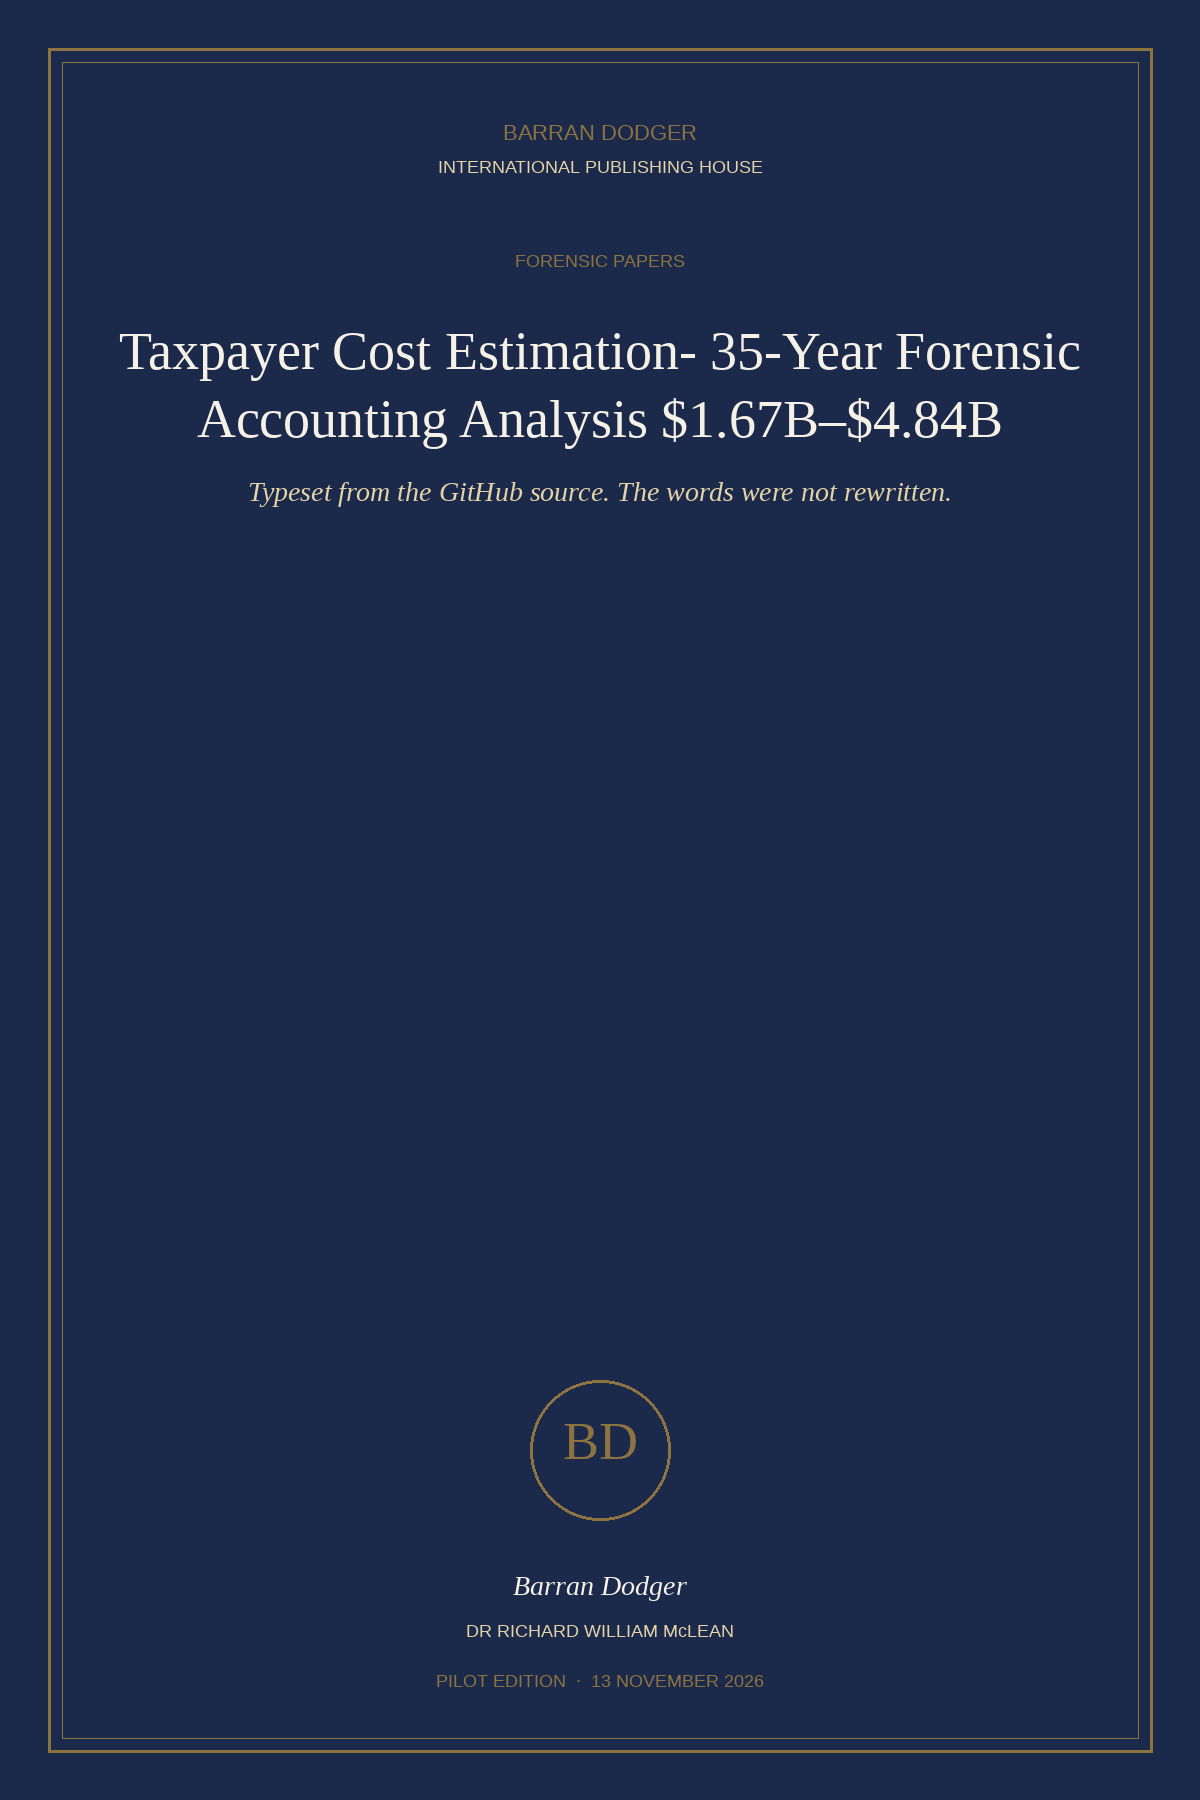 BARRAN DODGER
INTERNATIONAL PUBLISHING HOUSE
FORENSIC PAPERS
Taxpayer Cost Estimation- 35-Year Forensic
Accounting Analysis $1.67B–$4.84B
Typeset from the GitHub source. The words were not rewritten.
BD
Barran Dodger
DR RICHARD WILLIAM McLEAN
PILOT EDITION · 13 NOVEMBER 2026